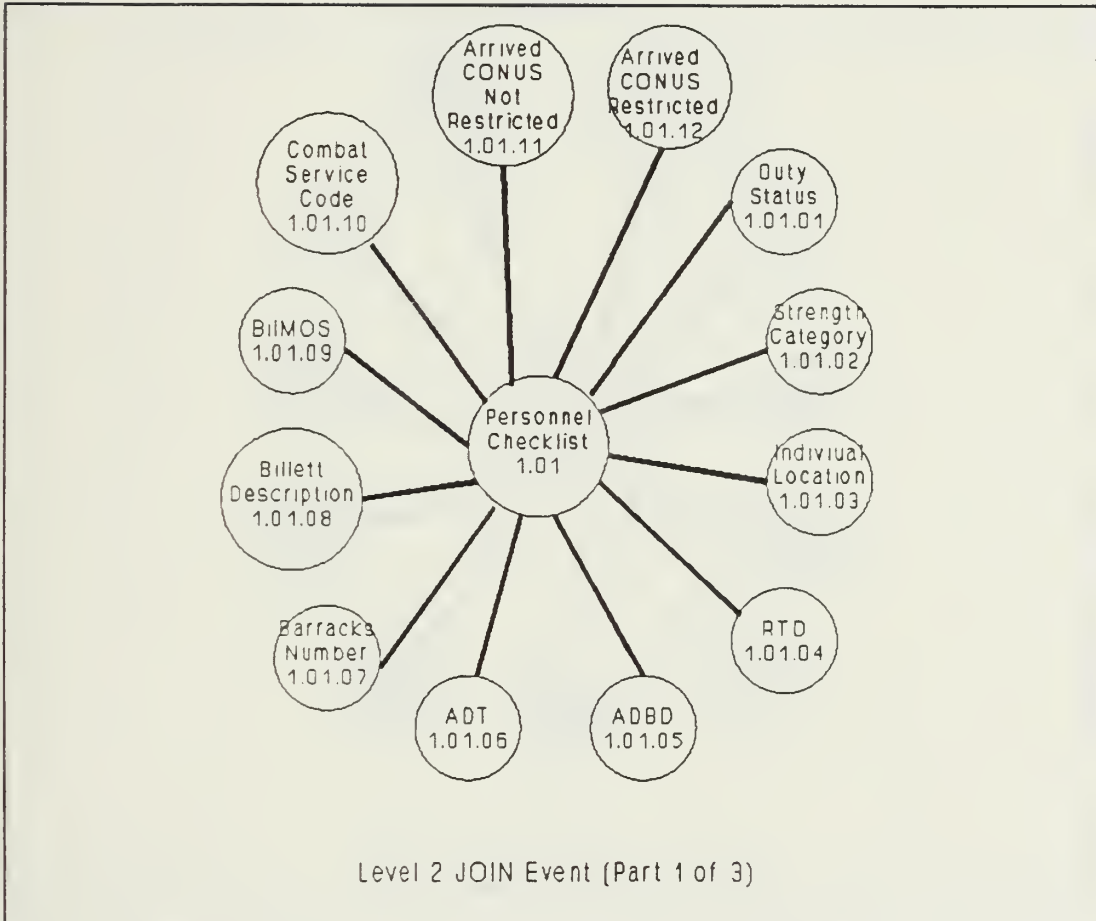 Arrived
CONUS
Not
Restricted
1.01.11
Arrived
CONUS
Restricted
1.01.12
Combat
Service
Code
1.01.10
Duty
Status
1.01.01
BilMOS
1.01.09
Strength
Category
1.01.02
Personnel
Checklist
1.01
Indiviual
Location
1.01.03
Billett
Description
1.01.08
RTD
1.01.04
Barracks
Number
1.01.07
ADT
1.01.06
ADBD
1.01.05
Level 2 JOIN Event (Part 1 of 3)